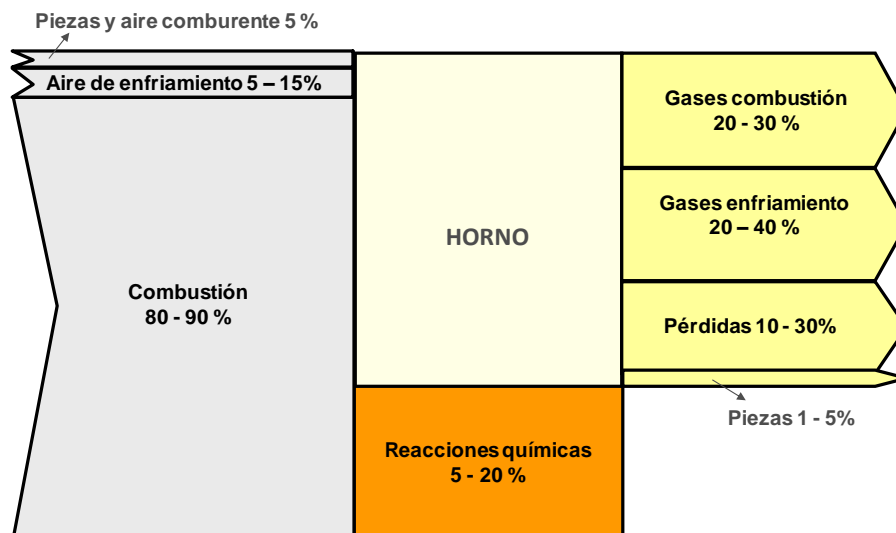 Piezas y aire comburente 5 %
Aire de enfriamiento 5 – 15%
Combustión
80 - 90 %
HORNO
Reacciones químicas
5 - 20 %
Gases combustión
20 - 30 %
Gases enfriamiento
20 – 40 %
Pérdidas 10 - 30%
Piezas 1 - 5%